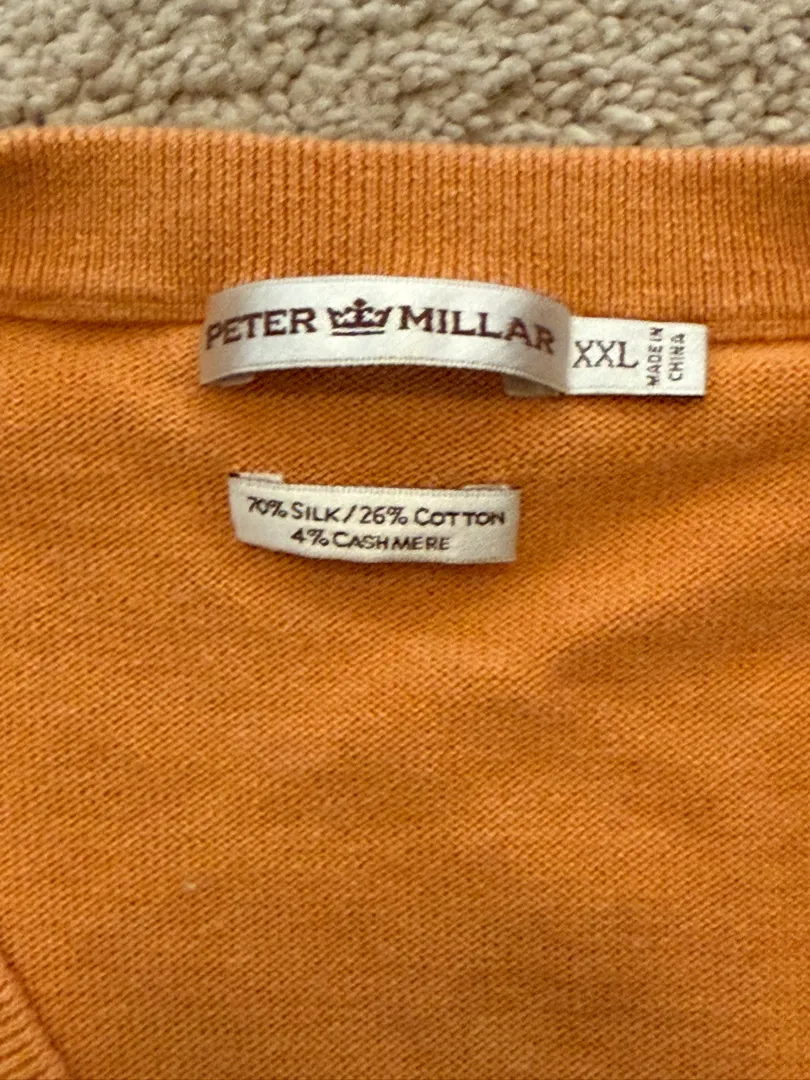 PETER MILLAR
XXL
MADE IN
CHINA
70% SILK/26% COTTON
4% CASHMERE